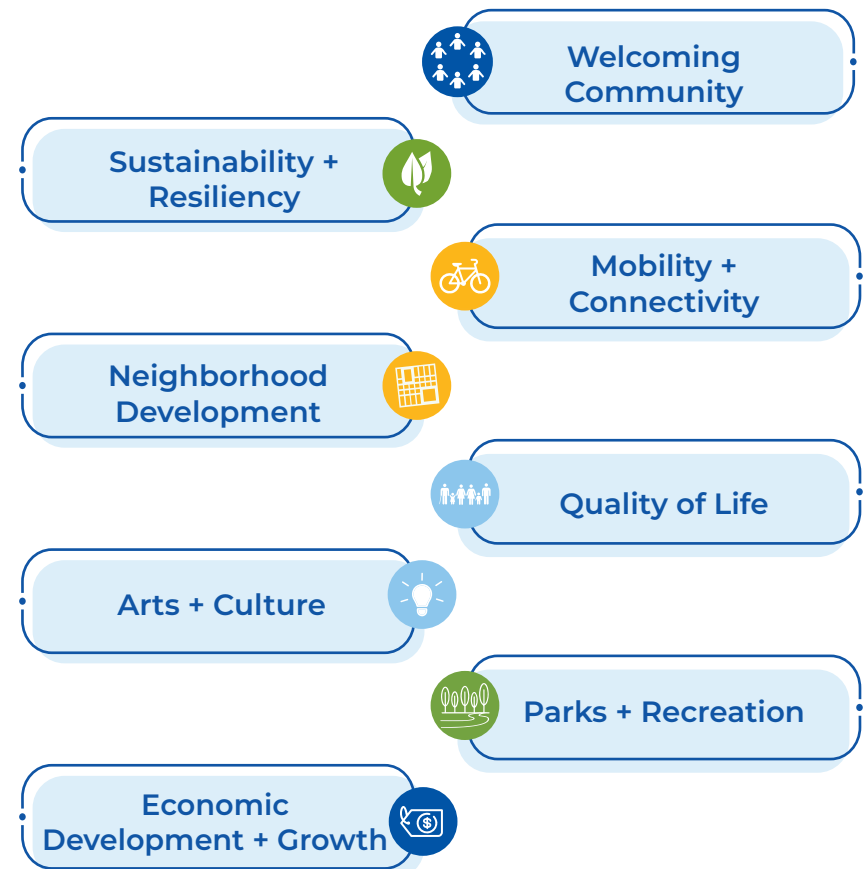 Welcoming
Community
Sustainability +
Resiliency
Mobility +
Connectivity
Neighborhood
Development
Quality of Life
Arts + Culture
Parks + Recreation
Economic
Development + Growth
$